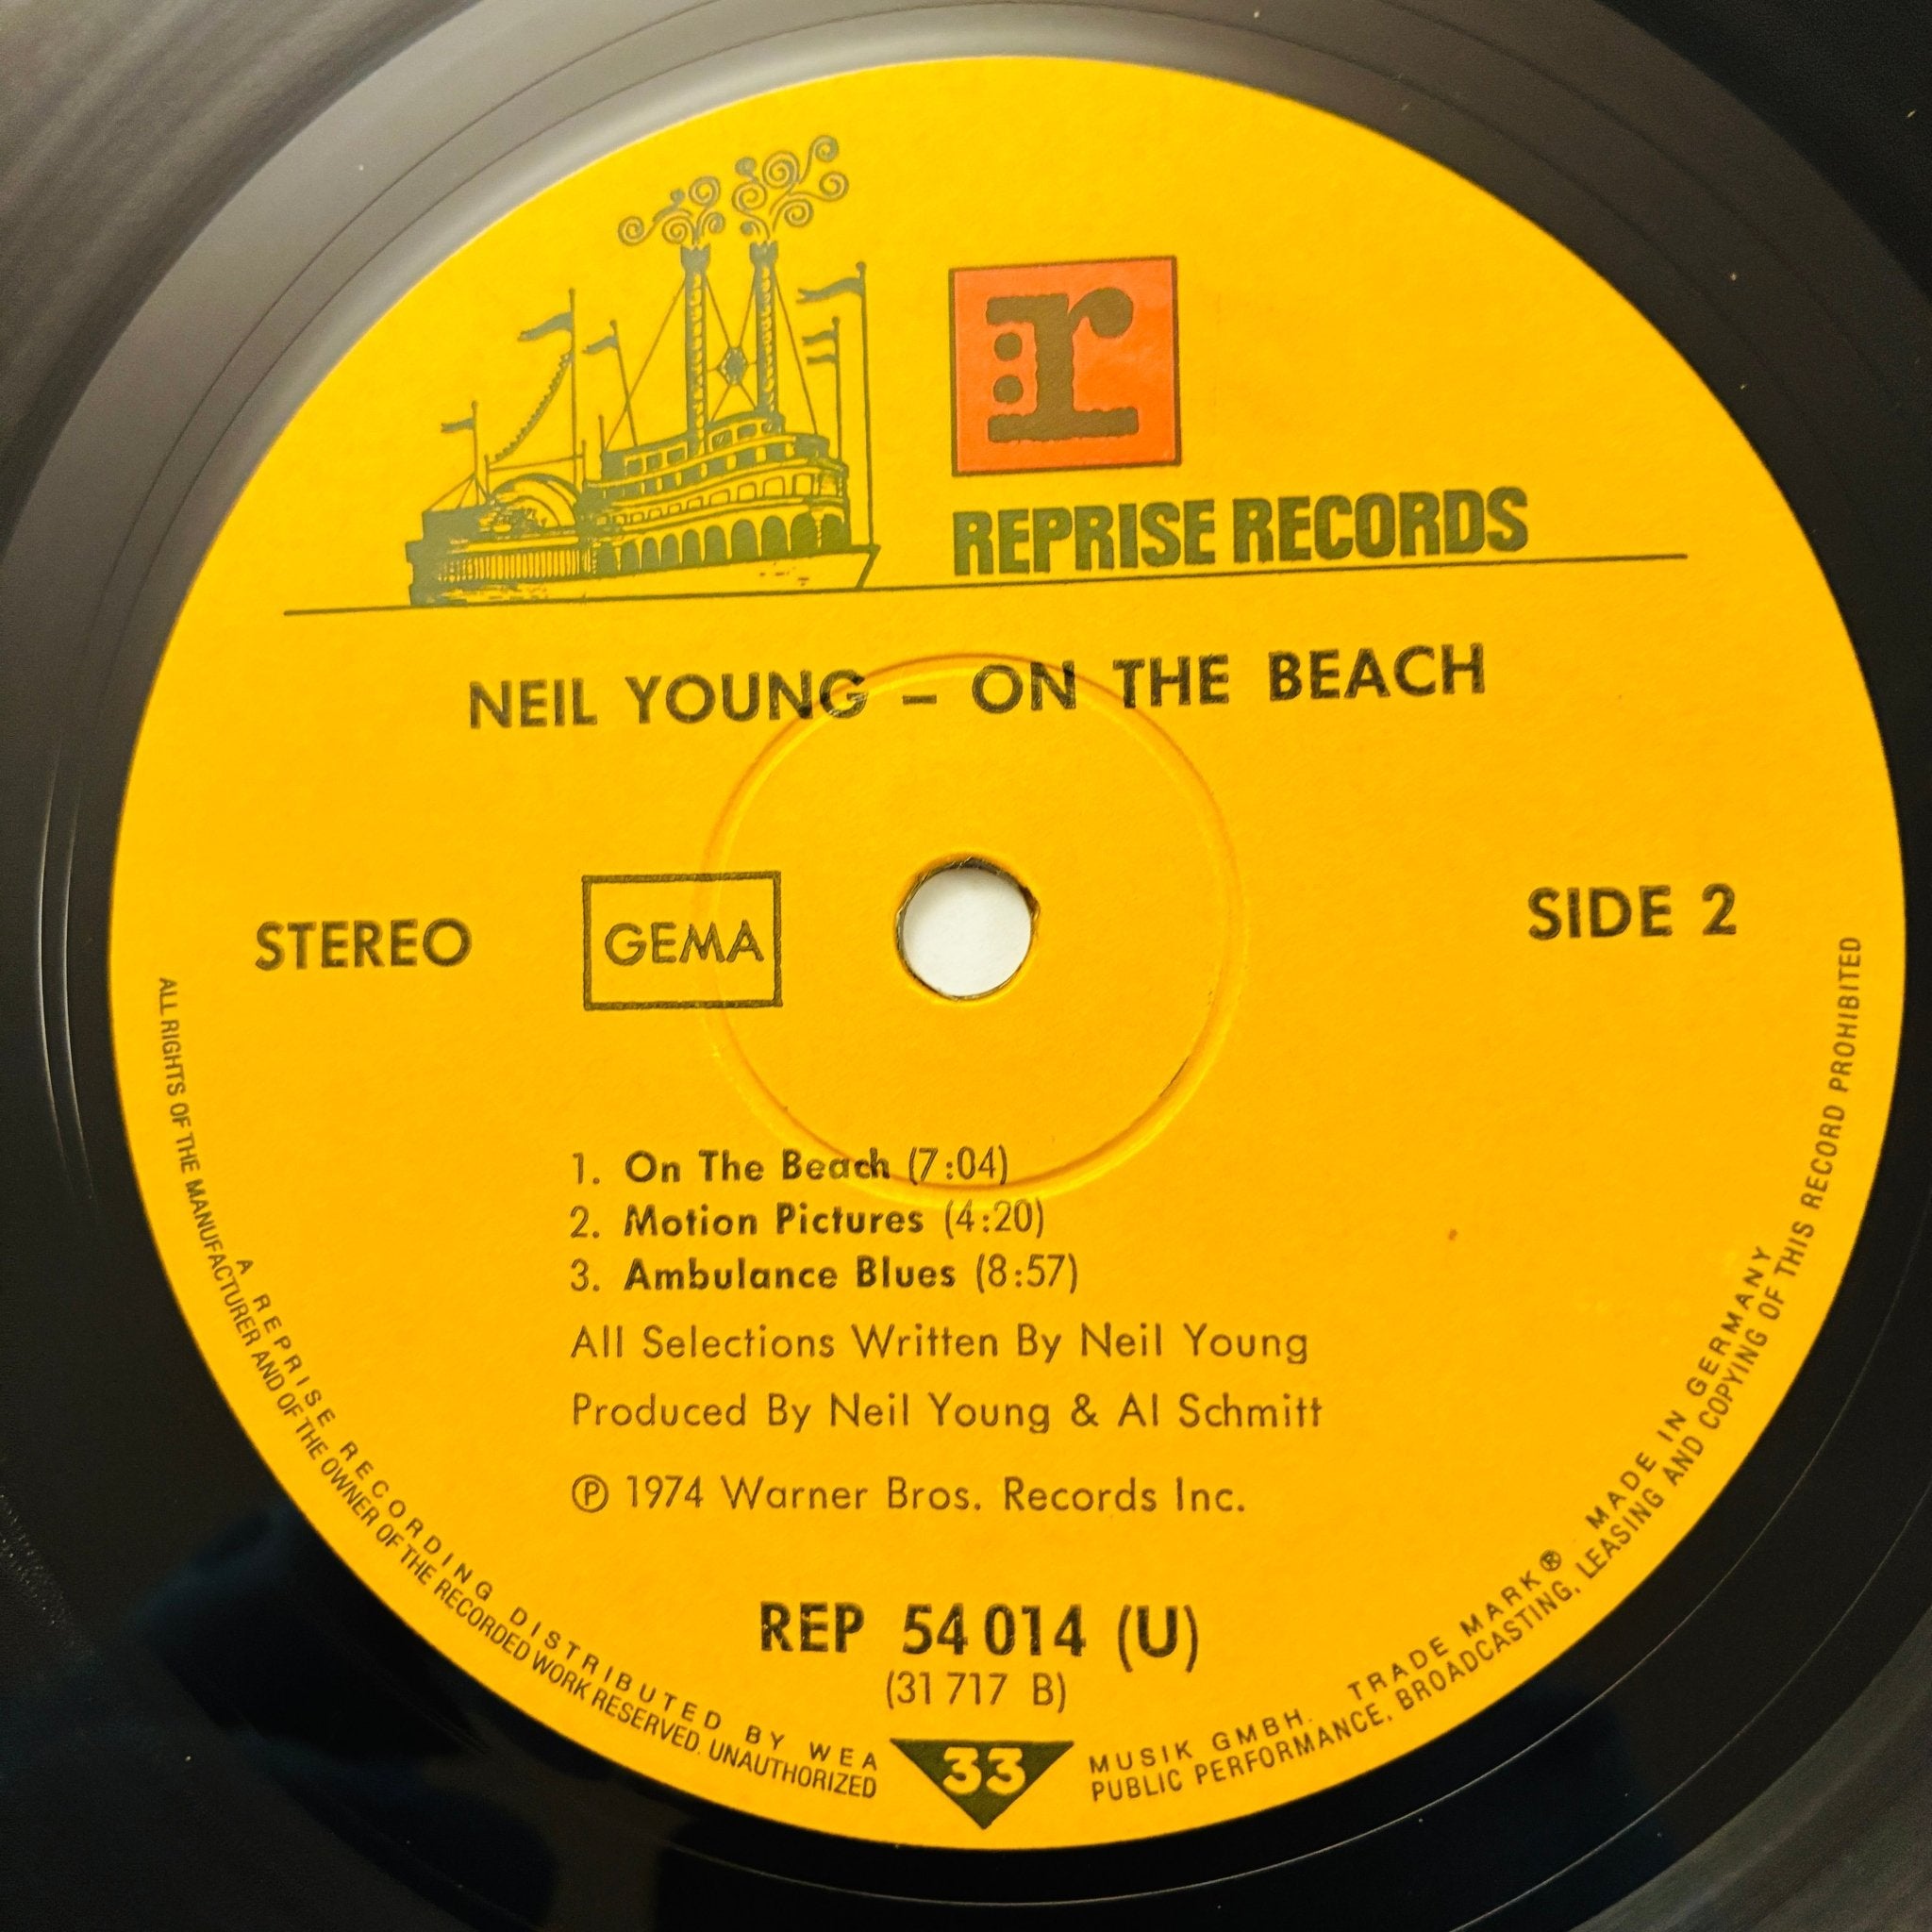 r:
REPRISE RECORDS
NEIL YOUNG – ON THE BEACH
STEREO
GEMA
SIDE 2
1. On The Beach (7:04)
2. Motion Pictures (4:20)
3. Ambulance Blues (8:57)
All Selections Written By Neil Young
Produced By Neil Young & Al Schmitt
℗ 1974 Warner Bros. Records Inc.
REP 54 014 (U)
(31 717 B)
33
A REPRISE RECORDING DISTRIBUTED BY WEA MUSIK GMBH. TRADE MARK® MADE IN GERMANY
ALL RIGHTS OF THE MANUFACTURER AND OF THE OWNER OF THE RECORDED WORK RESERVED. UNAUTHORIZED PUBLIC PERFORMANCE, BROADCASTING, LEASING AND COPYING OF THIS RECORD PROHIBITED